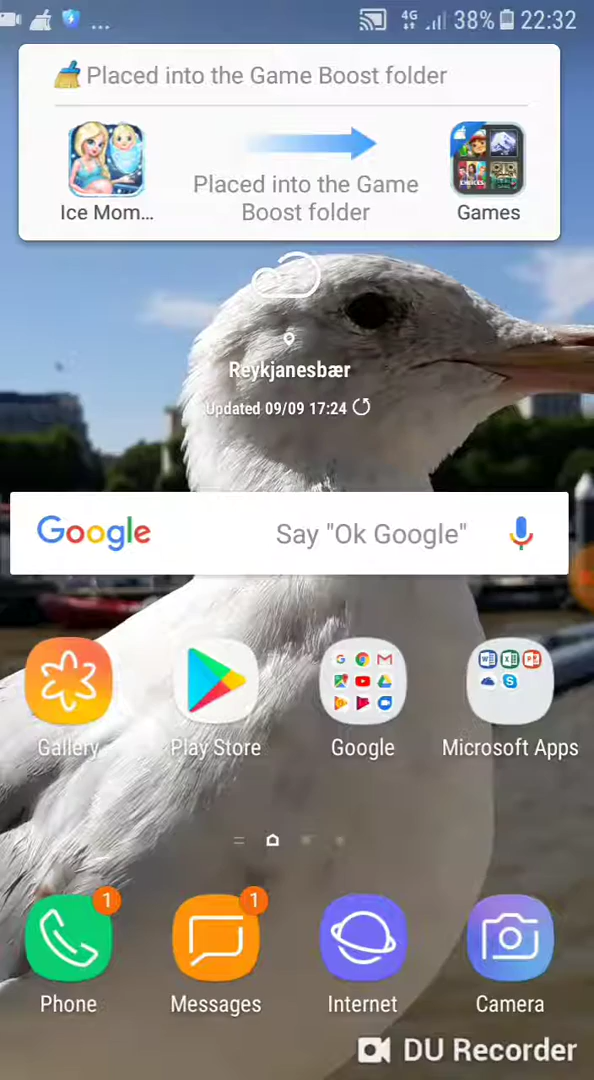 ... 4G 38% 22:32
Placed into the Game Boost folder
Placed into the Game
Boost folder
Ice Mom... Games
Reykjanesbær
Updated 09/09 17:24
Google Say "Ok Google"
Gallery Play Store Google Microsoft Apps
1 1
Phone Messages Internet Camera
DU Recorder